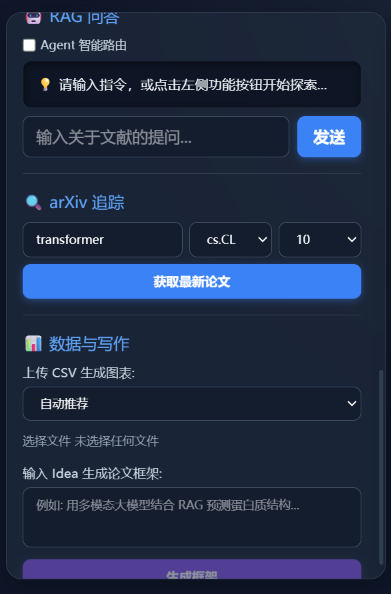 RAG 问答
Agent 智能路由
💡 请输入指令，或点击左侧功能按钮开始探索...
输入关于文献的提问...
发送
🔍 arXiv 追踪
transformer
cs.CL
10
获取最新论文
📊 数据与写作
上传 CSV 生成图表:
自动推荐
选择文件 未选择任何文件
输入 Idea 生成论文框架:
例如: 用多模态大模型结合 RAG 预测蛋白质结构...
生成框架